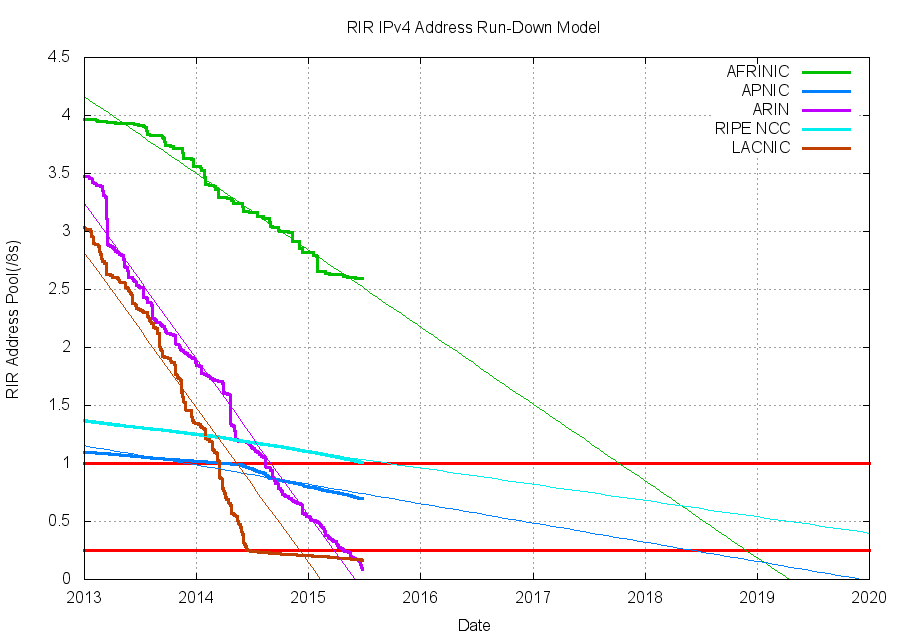 RIR IPv4 Address Run-Down Model
AFRINIC
APNIC
ARIN
RIPE NCC
LACNIC
4.5
4
3.5
3
2.5
2
1.5
1
0.5
0
RIR Address Pool(/8s)
2013 2014 2015 2016 2017 2018 2019 2020
Date